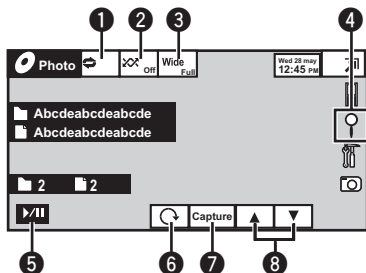 1 2 3 4
Photo Off Wide Full Wed 28 may 12:45 PM
Abcdeabcdeabcde
Abcdeabcdeabcde
2 2
Capture
5 6 7 8